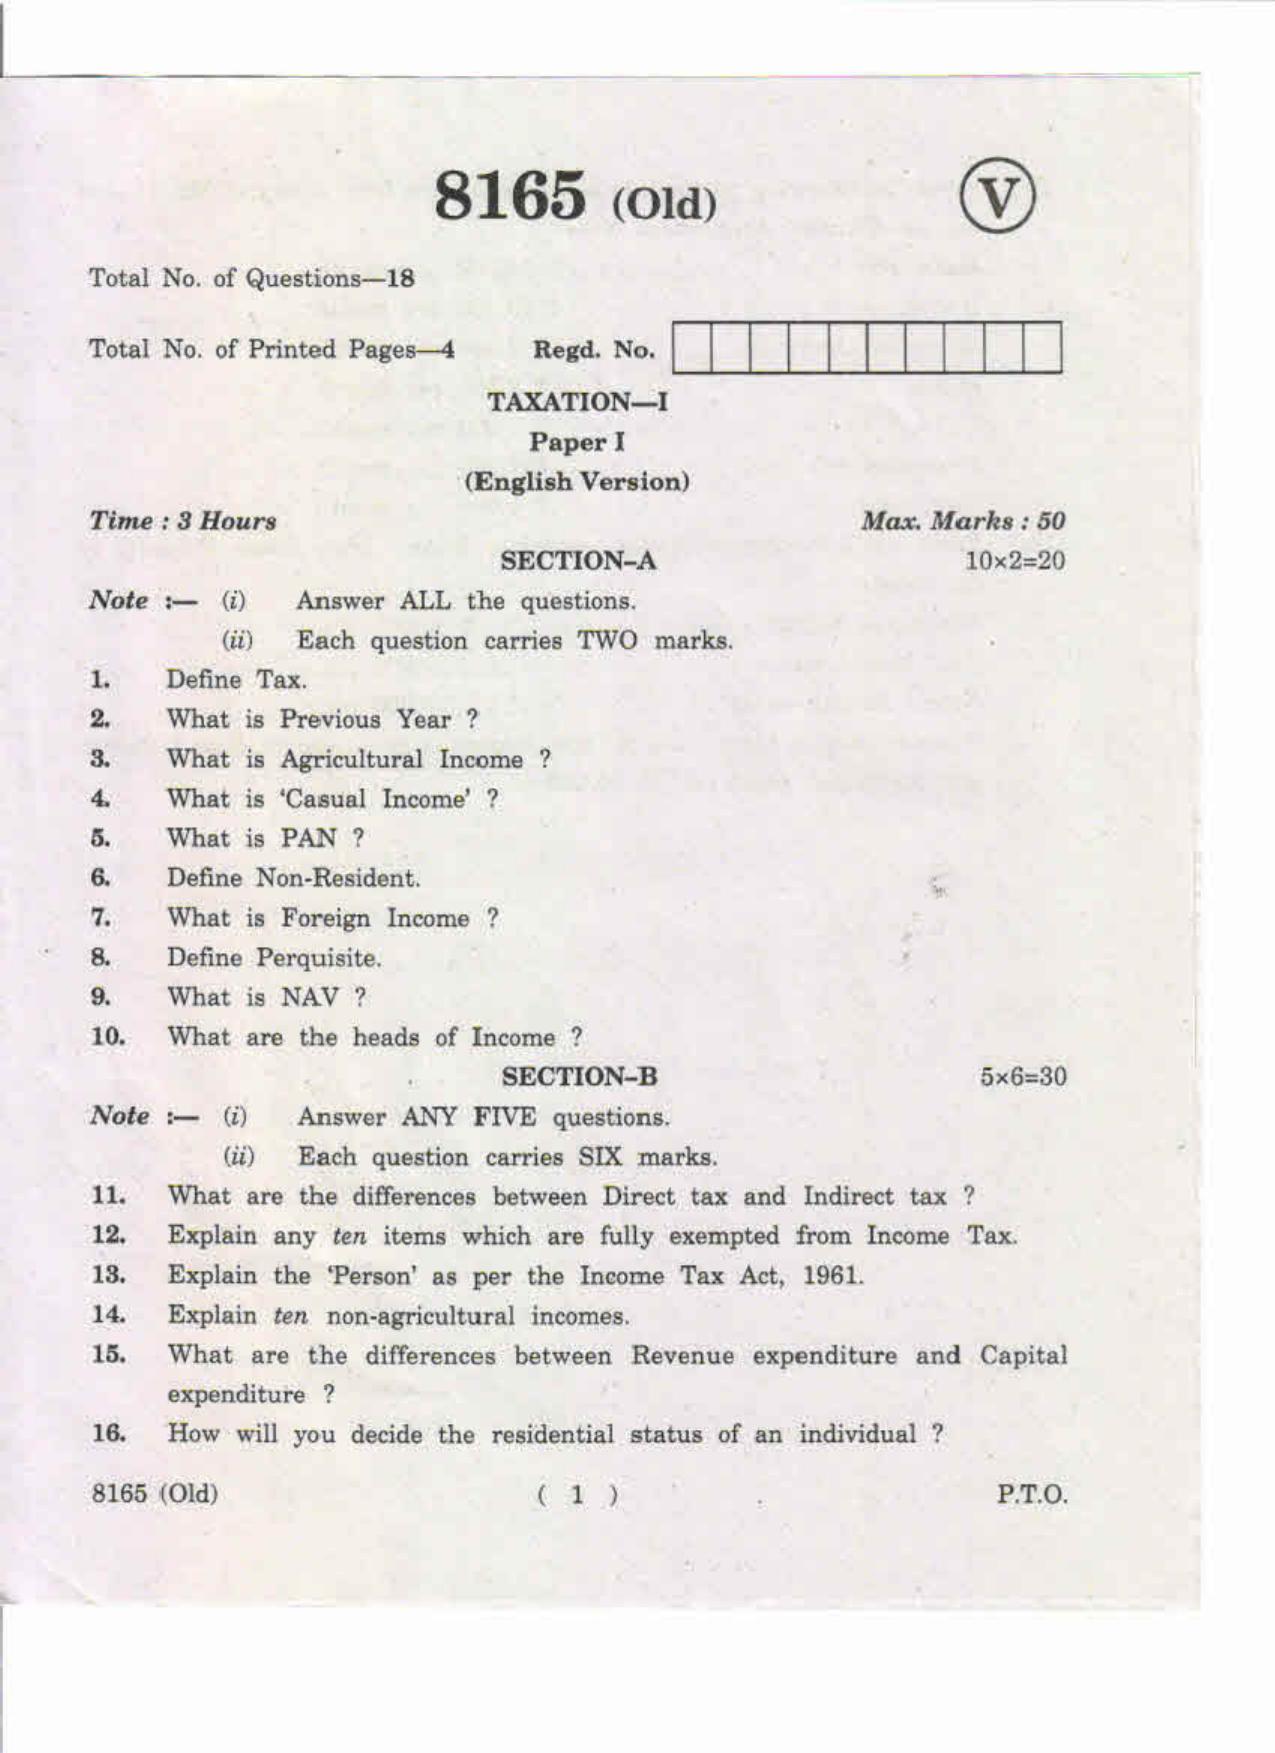 8165 (Old)
V
Total No. of Questions—18
Total No. of Printed Pages—4 Regd. No.
TAXATION—I
Paper I
(English Version)
Time : 3 Hours Max. Marks : 50
SECTION–A 10×2=20
Note :— (i) Answer ALL the questions.
(ii) Each question carries TWO marks.
1. Define Tax.
2. What is Previous Year ?
3. What is Agricultural Income ?
4. What is ‘Casual Income’ ?
5. What is PAN ?
6. Define Non-Resident.
7. What is Foreign Income ?
8. Define Perquisite.
9. What is NAV ?
10. What are the heads of Income ?
SECTION–B 5×6=30
Note :— (i) Answer ANY FIVE questions.
(ii) Each question carries SIX marks.
11. What are the differences between Direct tax and Indirect tax ?
12. Explain any ten items which are fully exempted from Income Tax.
13. Explain the ‘Person’ as per the Income Tax Act, 1961.
14. Explain ten non-agricultural incomes.
15. What are the differences between Revenue expenditure and Capital
expenditure ?
16. How will you decide the residential status of an individual ?
8165 (Old) ( 1 ) P.T.O.